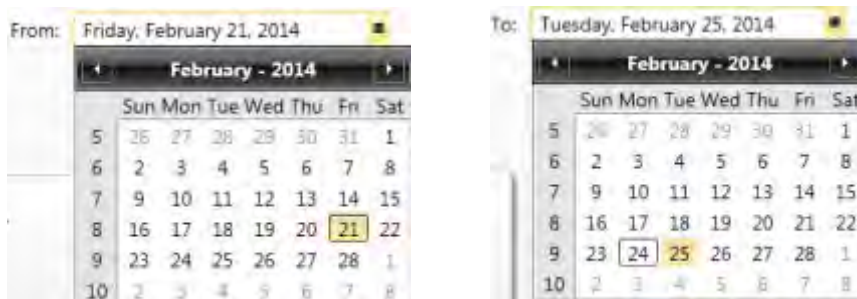 From: Friday, February 21, 2014
February - 2014
Sun Mon Tue Wed Thu Fri Sat
5 26 27 28 29 30 31 1
6 2 3 4 5 6 7 8
7 9 10 11 12 13 14 15
8 16 17 18 19 20 21 22
9 23 24 25 26 27 28 1
10 2 3 4 5 6 7 8
To: Tuesday, February 25, 2014
February - 2014
Sun Mon Tue Wed Thu Fri Sat
5 26 27 28 29 30 31 1
6 2 3 4 5 6 7 8
7 9 10 11 12 13 14 15
8 16 17 18 19 20 21 22
9 23 24 25 26 27 28 1
10 2 3 4 5 6 7 8